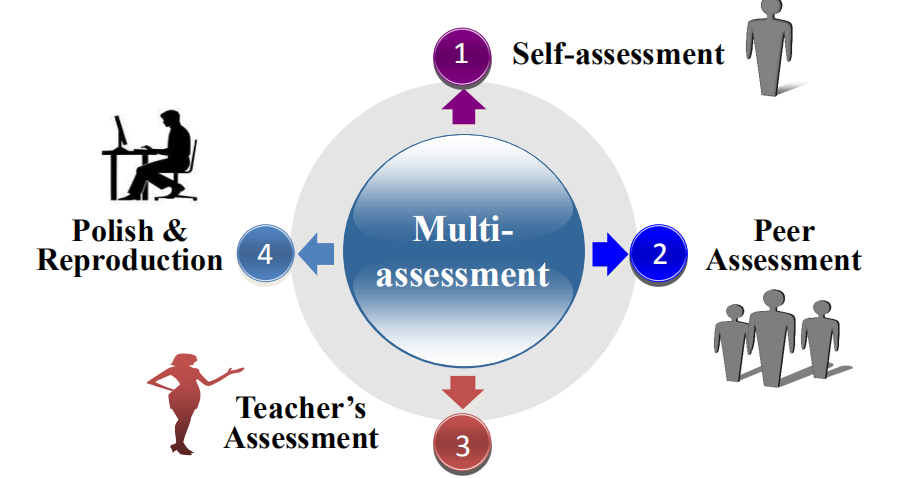 1
Self-assessment
Multi-
assessment
2
Peer
Assessment
3
Teacher's
Assessment
4
Polish &
Reproduction